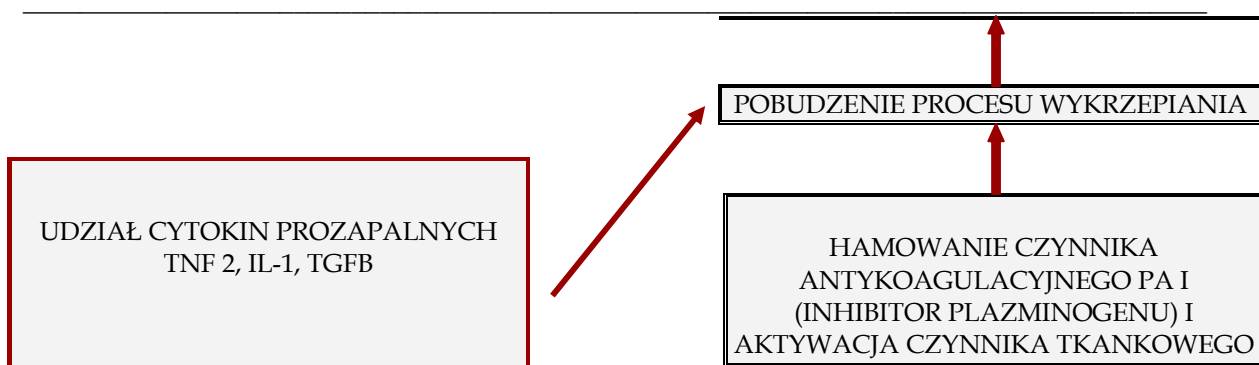 POBUDZENIE PROCESU WYKRZEPIANIA
UDZIAŁ CYTOKIN PROZAPALNYCH
TNF 2, IL-1, TGFB
HAMOWANIE CZYNNIKA
ANTYKOAGULACYJNEGO PA I
(INHIBITOR PLAZMINOGENU) I
AKTYWACJA CZYNNIKA TKANKOWEGO